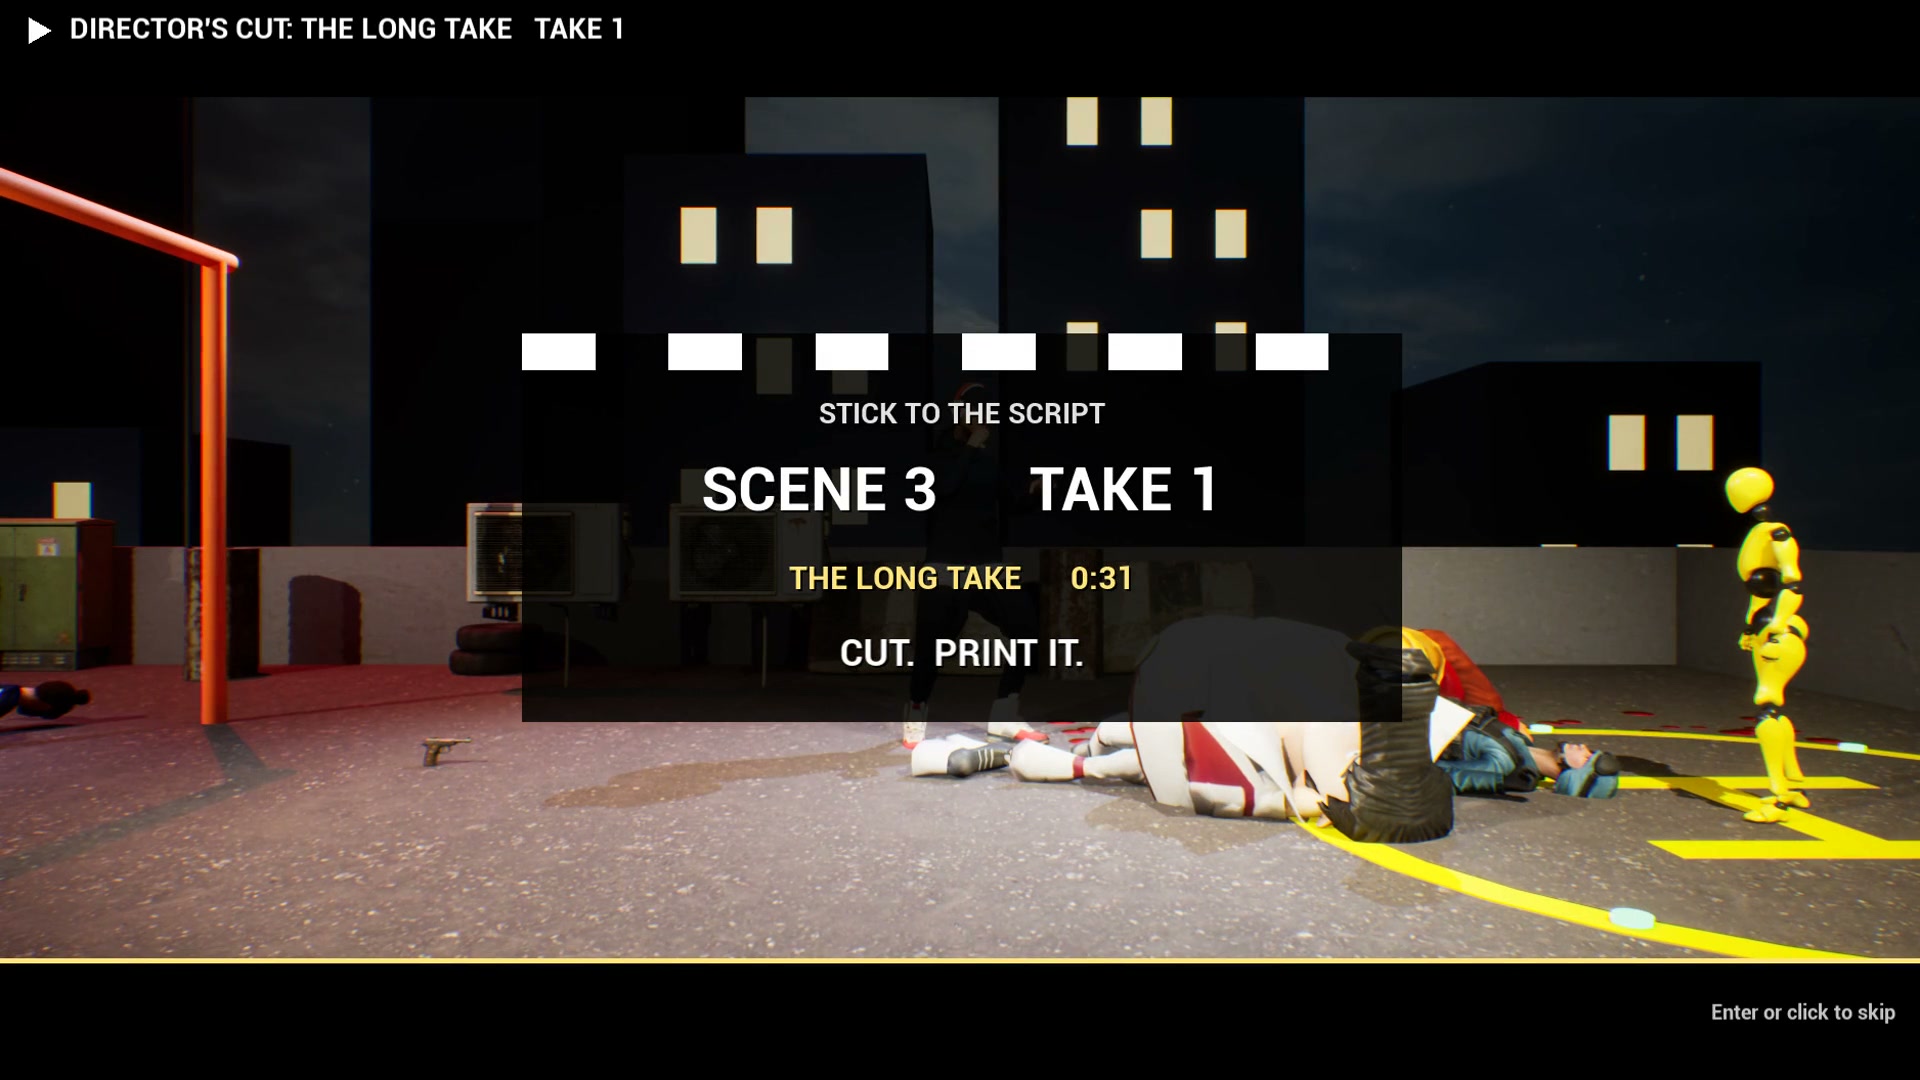 DIRECTOR'S CUT: THE LONG TAKE TAKE 1
STICK TO THE SCRIPT
SCENE 3 TAKE 1
THE LONG TAKE 0:31
CUT. PRINT IT.
Enter or click to skip